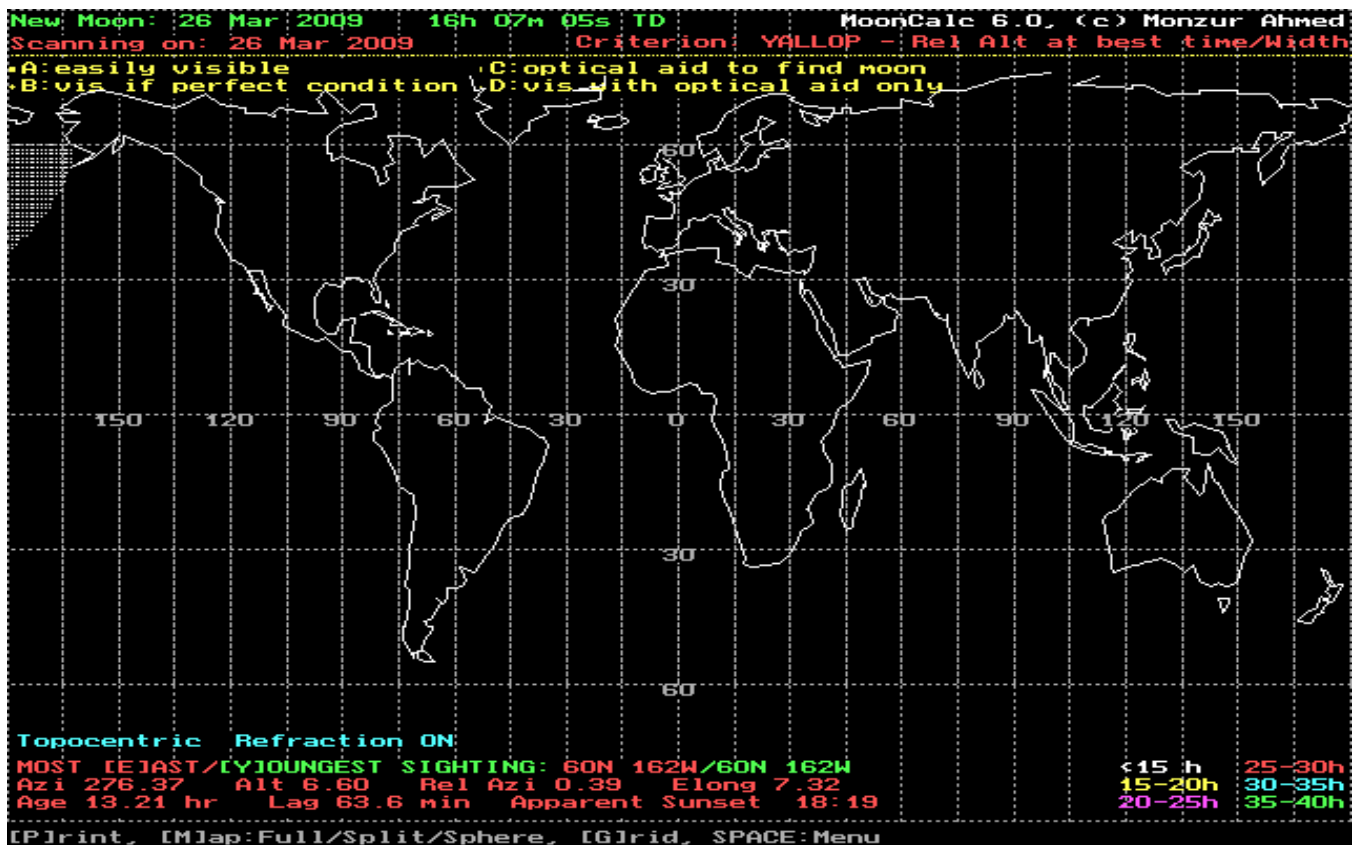 New Moon: 26 Mar 2009 16h 07m 05s TD MoonCalc 6.0, (c) Monzur Ahmed
Scanning on: 26 Mar 2009 Criterion: YALLOP - Rel Alt at best time/Width
A:easily visible C:optical aid to find moon
B:vis if perfect condition D:vis with optical aid only
60
30
150 120 90 60 30 0 30 60 90 120 150
30
60
Topocentric Refraction ON
MOST [E]AST/[Y]OUNGEST SIGHTING: 60N 162W/60N 162W <15 h 25-30h
Azi 276.37 Alt 6.60 Rel Azi 0.39 Elong 7.32 15-20h 30-35h
Age 13.21 hr Lag 63.6 min Apparent Sunset 18:19 20-25h 35-40h
[P]rint, [M]ap:Full/Split/Sphere, [G]rid, SPACE:Menu